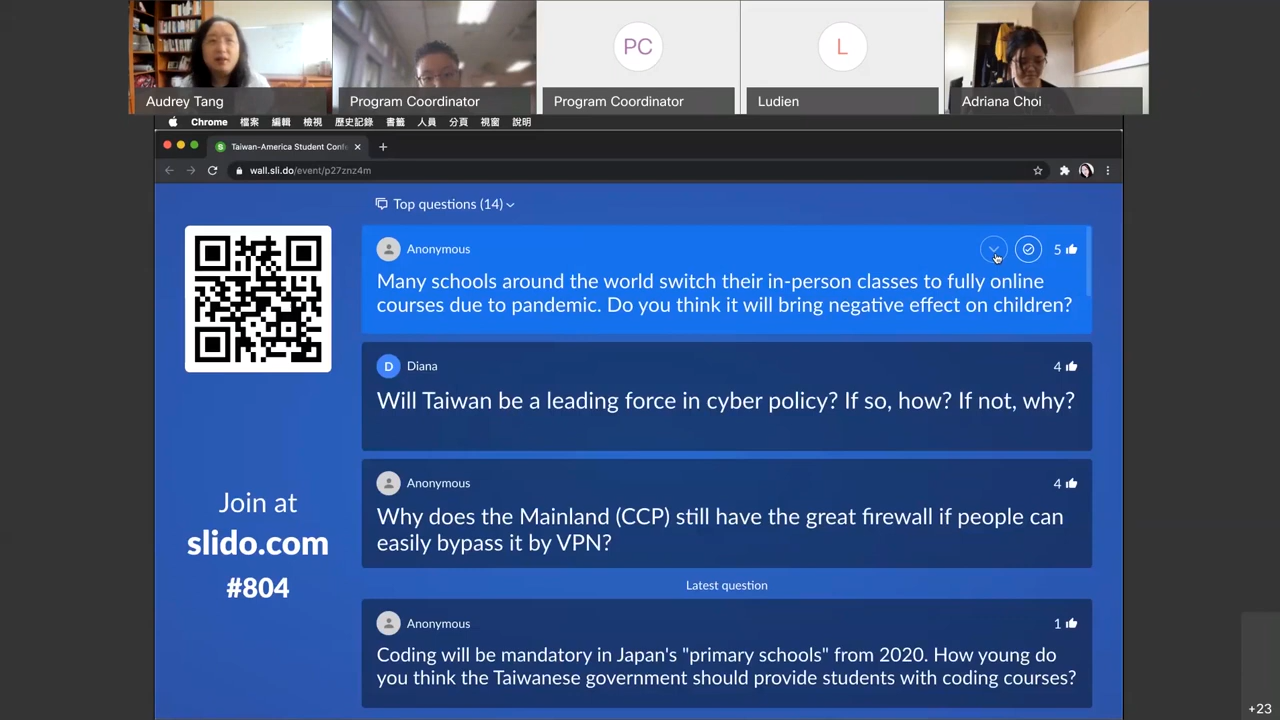 PC
L
Audrey Tang
Program Coordinator
Program Coordinator
Ludien
Adriana Choi
Chrome 檔案 編輯 檢視 歷史記錄 書籤 人員 分頁 視窗 說明
S Taiwan-America Student Conf
wall.sli.do/event/p27znz4m
Top questions (14)
Anonymous
5
Many schools around the world switch their in-person classes to fully online
courses due to pandemic. Do you think it will bring negative effect on children?
D Diana
4
Will Taiwan be a leading force in cyber policy? If so, how? If not, why?
Anonymous
4
Why does the Mainland (CCP) still have the great firewall if people can
easily bypass it by VPN?
Join at
slido.com
#804
Latest question
Anonymous
1
Coding will be mandatory in Japan's "primary schools" from 2020. How young do
you think the Taiwanese government should provide students with coding courses?
+23